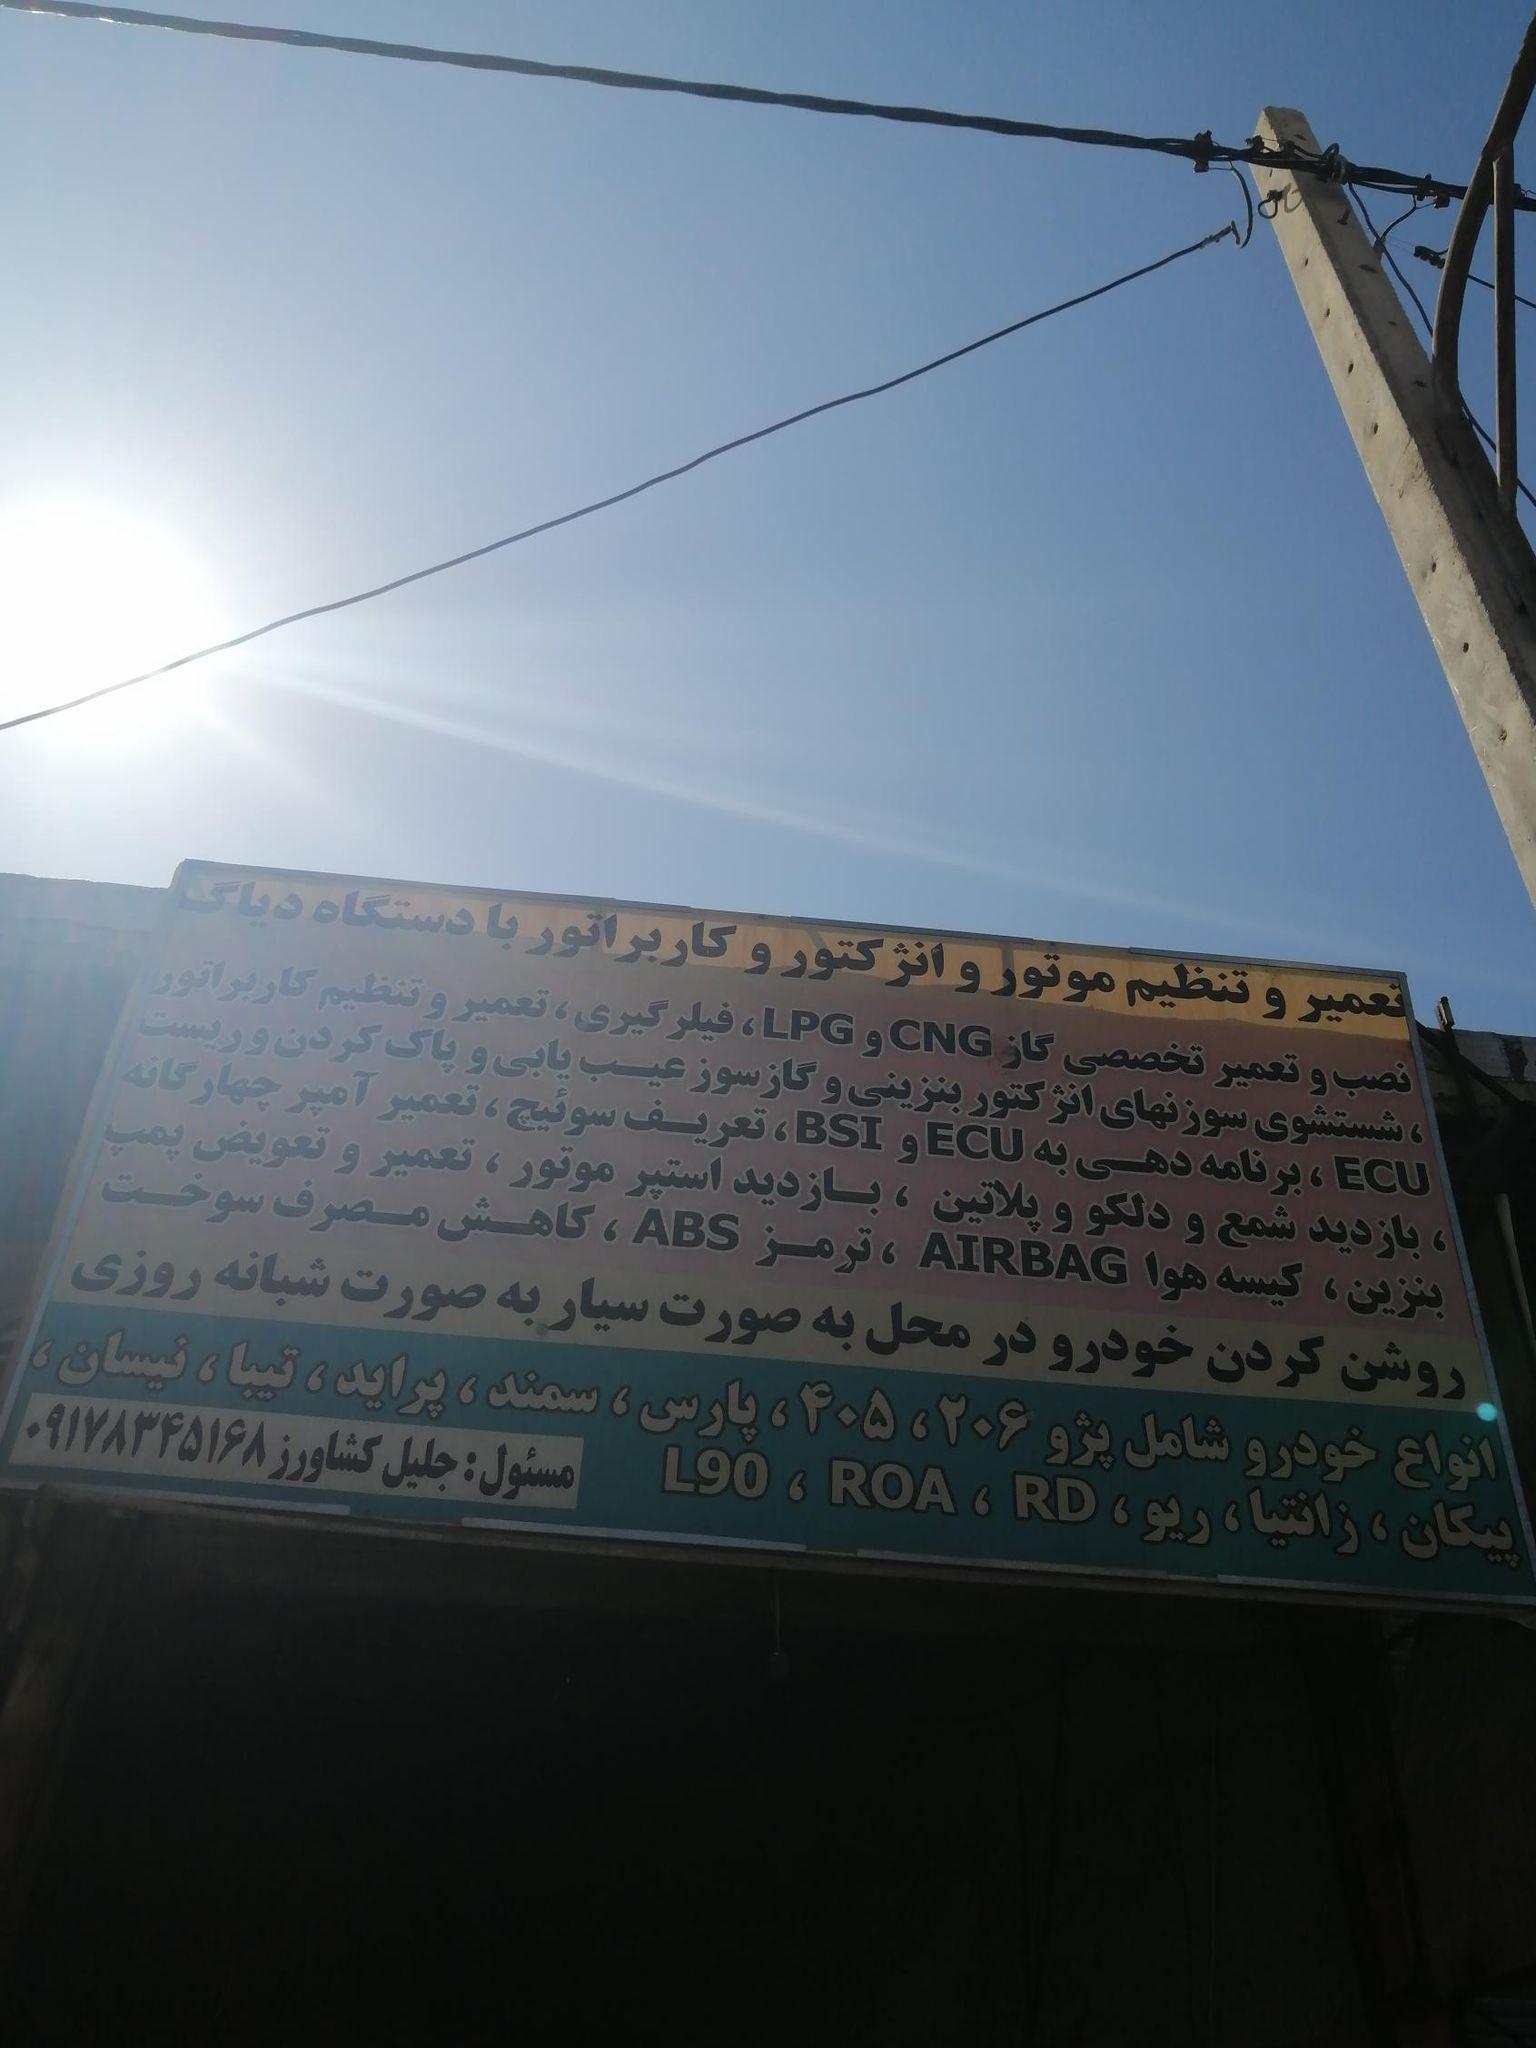 تعمیر و تنظیم موتور و انژکتور و کاربراتور با دستگاه دیاگ
نصب و تعمیر تخصصی گاز CNG و LPG ، فیلرگیری ، تعمیر و تنظیم کاربراتور
، شستشوی سوزنهای انژکتور بنزینی و گازسوز عیب یابی و پاک کردن و ریست
ECU ، برنامه دهی به ECU و BSI ، تعریف سوئیچ ، تعمیر آمپر چهارگانه
، بازدید شمع و دلکو و پلاتین ، بازدید استپر موتور ، تعمیر و تعویض پمپ
بنزین ، کیسه هوا AIRBAG ، ترمز ABS ، کاهش مصرف سوخت
روشن کردن خودرو در محل به صورت سیار به صورت شبانه روزی
انواع خودرو شامل پژو ۲۰۶ ، ۴۰۵ ، پارس ، سمند ، پراید ، تیبا ، نیسان ،
پیکان ، زانتیا ، ریو ، L90 ، ROA ، RD
مسئول : جلیل کشاورز ۰۹۱۷۸۳۴۵۱۶۸